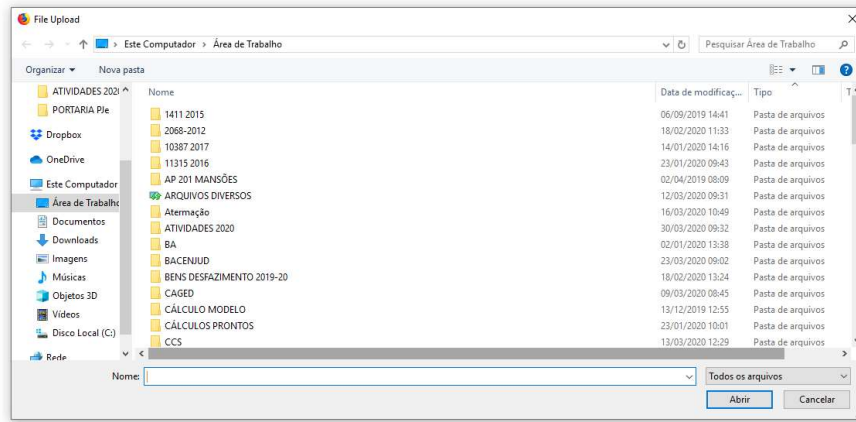 File Upload
Este Computador > Área de Trabalho
Pesquisar Área de Trabalho
Organizar Nova pasta
ATIVIDADES 202
PORTARIA PJe
Dropbox
OneDrive
Este Computador
Área de Trabalho
Documentos
Downloads
Imagens
Músicas
Objetos 3D
Vídeos
Disco Local (C:)
Rede
Nome Data de modificaç... Tipo T
1411 2015 06/09/2019 14:41 Pasta de arquivos
2068-2012 18/02/2020 11:33 Pasta de arquivos
10387 2017 14/01/2020 14:16 Pasta de arquivos
11315 2016 23/01/2020 09:43 Pasta de arquivos
AP 201 MANSÕES 02/04/2019 08:09 Pasta de arquivos
ARQUIVOS DIVERSOS 12/03/2020 09:31 Pasta de arquivos
Atermação 16/03/2020 10:49 Pasta de arquivos
ATIVIDADES 2020 30/03/2020 09:32 Pasta de arquivos
BA 02/01/2020 13:38 Pasta de arquivos
BACENJUD 23/03/2020 09:02 Pasta de arquivos
BENS DESFAZIMENTO 2019-20 18/02/2020 13:24 Pasta de arquivos
CAGED 09/03/2020 08:45 Pasta de arquivos
CÁLCULO MODELO 13/12/2019 12:55 Pasta de arquivos
CÁLCULOS PRONTOS 23/01/2020 10:01 Pasta de arquivos
CCS 13/03/2020 12:29 Pasta de arquivos
Nome: Todos os arquivos
Abrir Cancelar